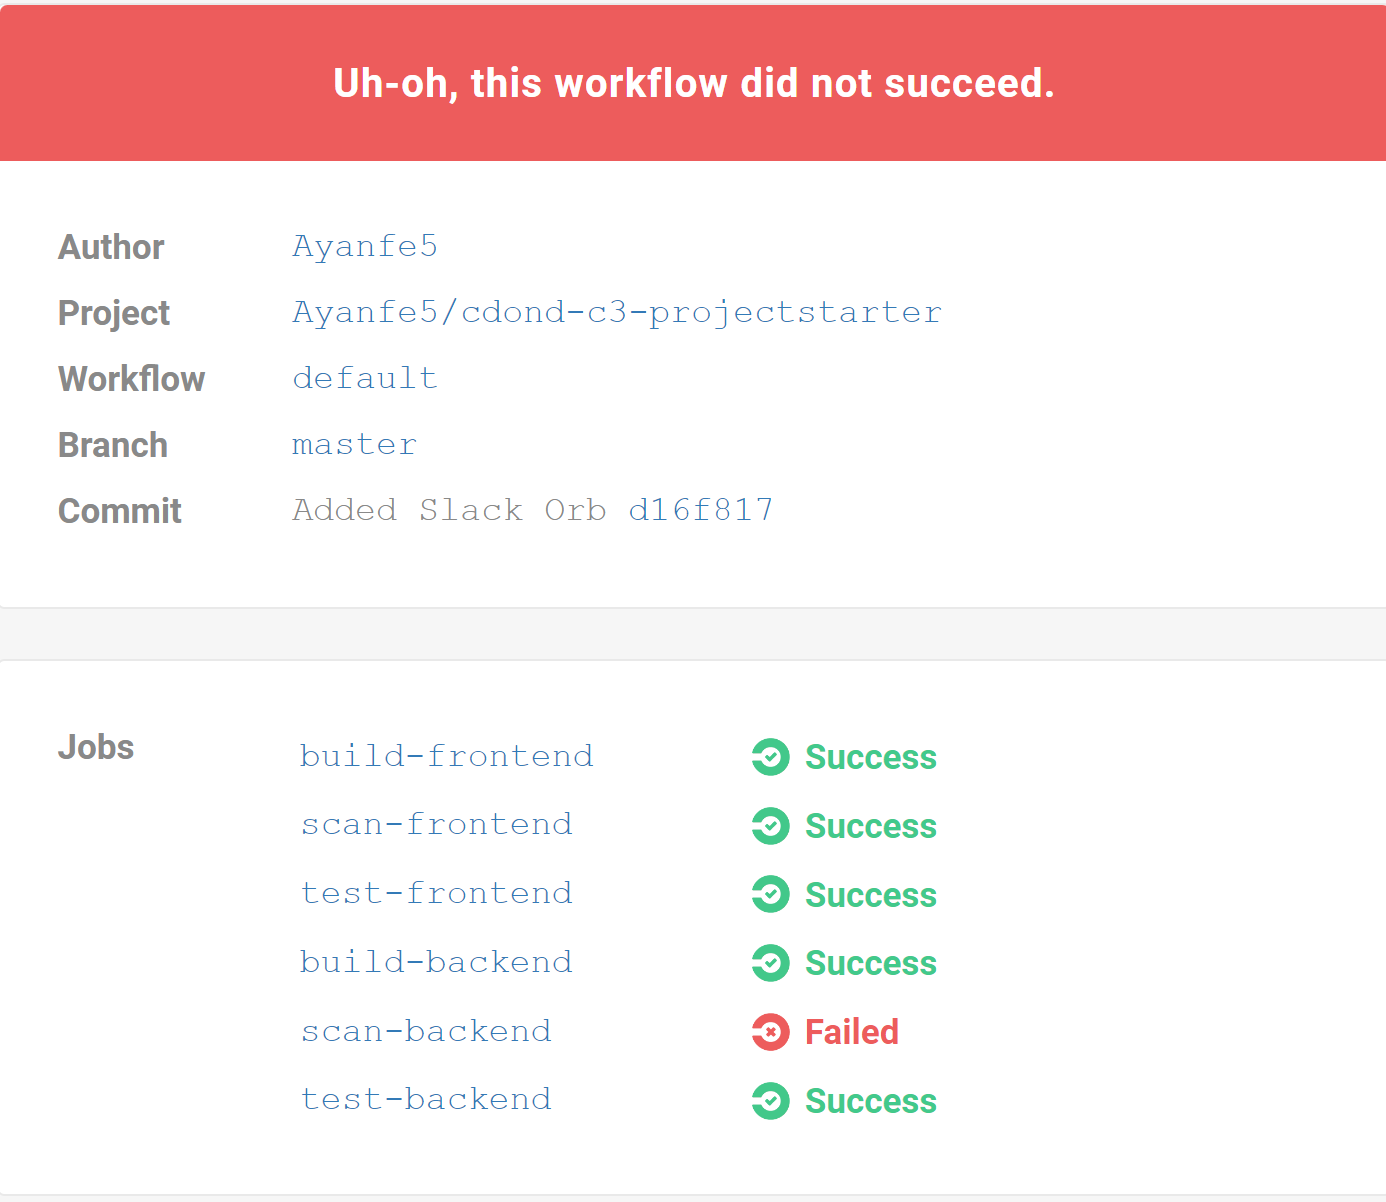 Uh-oh, this workflow did not succeed.
Author Ayanfe5
Project Ayanfe5/cdond-c3-projectstarter
Workflow default
Branch master
Commit Added Slack Orb d16f817
Jobs build-frontend Success
scan-frontend Success
test-frontend Success
build-backend Success
scan-backend Failed
test-backend Success